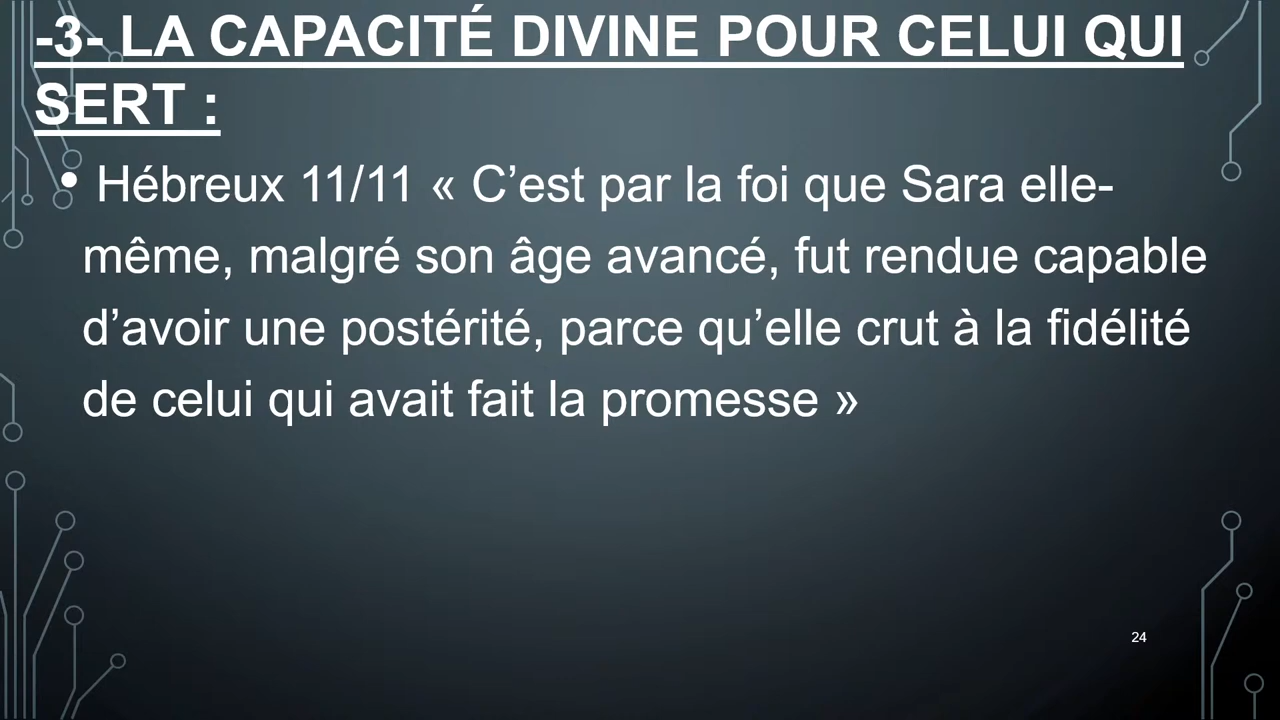 -3- LA CAPACITÉ DIVINE POUR CELUI QUI
SERT :
• Hébreux 11/11 « C’est par la foi que Sara elle-
même, malgré son âge avancé, fut rendue capable
d’avoir une postérité, parce qu’elle crut à la fidélité
de celui qui avait fait la promesse »
24